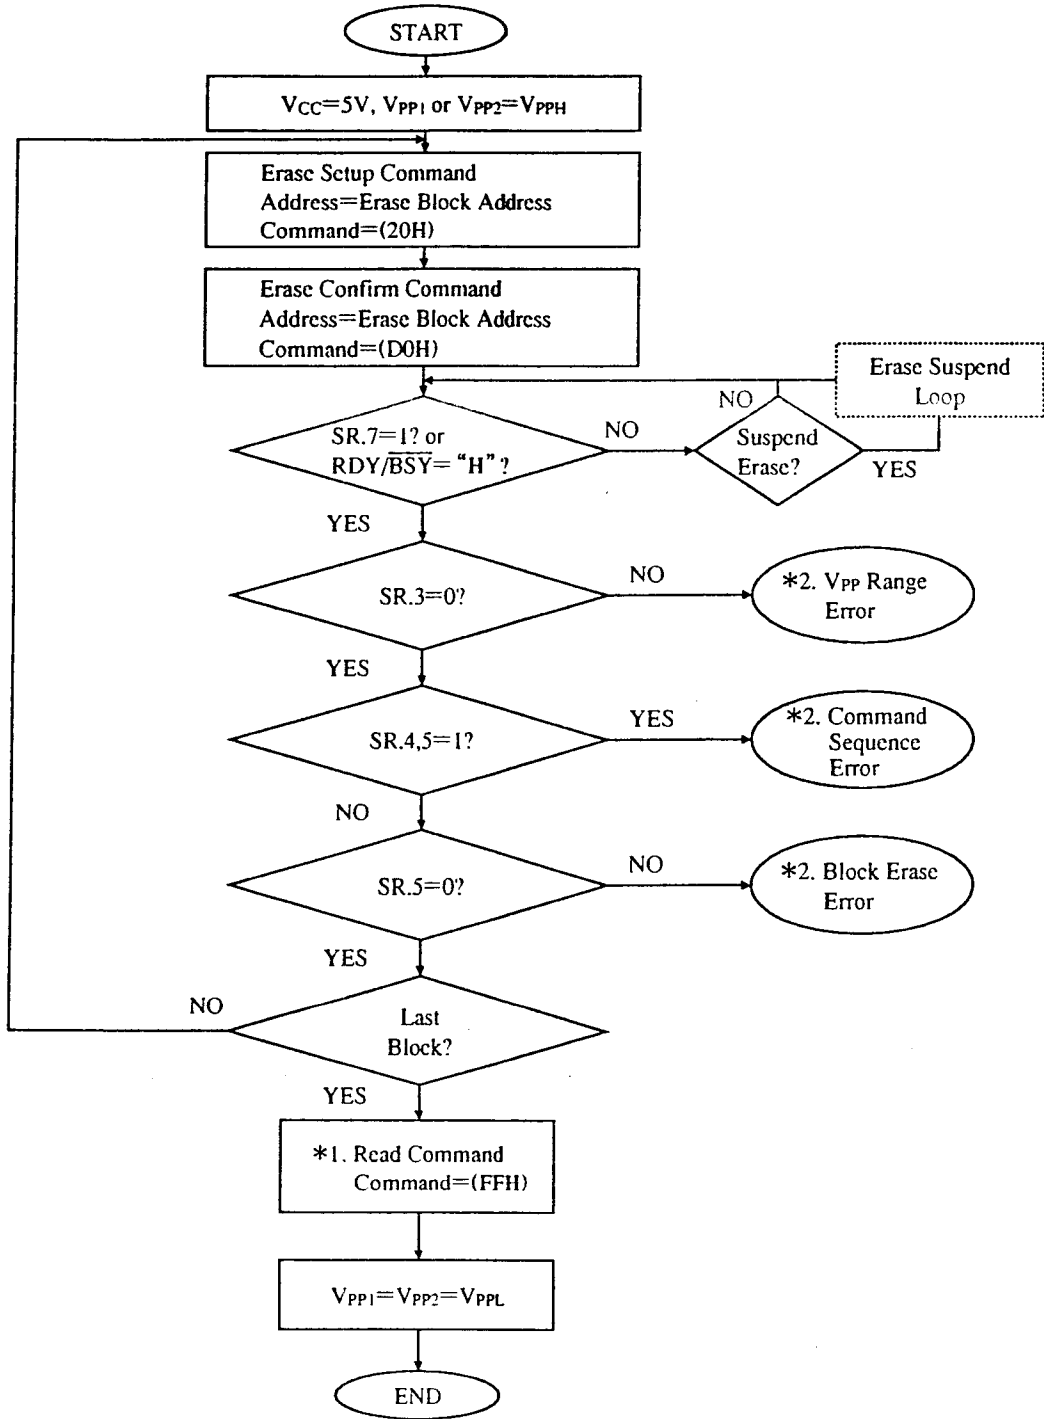 START
VCC=5V, VPP1 or VPP2=VPPH
Erase Setup Command
Address=Erase Block Address
Command=(20H)
Erase Confirm Command
Address=Erase Block Address
Command=(D0H)
Erase Suspend
Loop
NO
SR.7=1? or
RDY/B̅S̅Y̅= “H”?
NO
Suspend
Erase?
YES
YES
SR.3=0?
NO
*2. VPP Range
Error
YES
SR.4,5=1?
YES
*2. Command
Sequence
Error
NO
SR.5=0?
NO
*2. Block Erase
Error
YES
NO
Last
Block?
YES
*1. Read Command
Command=(FFH)
VPP1=VPP2=VPPL
END